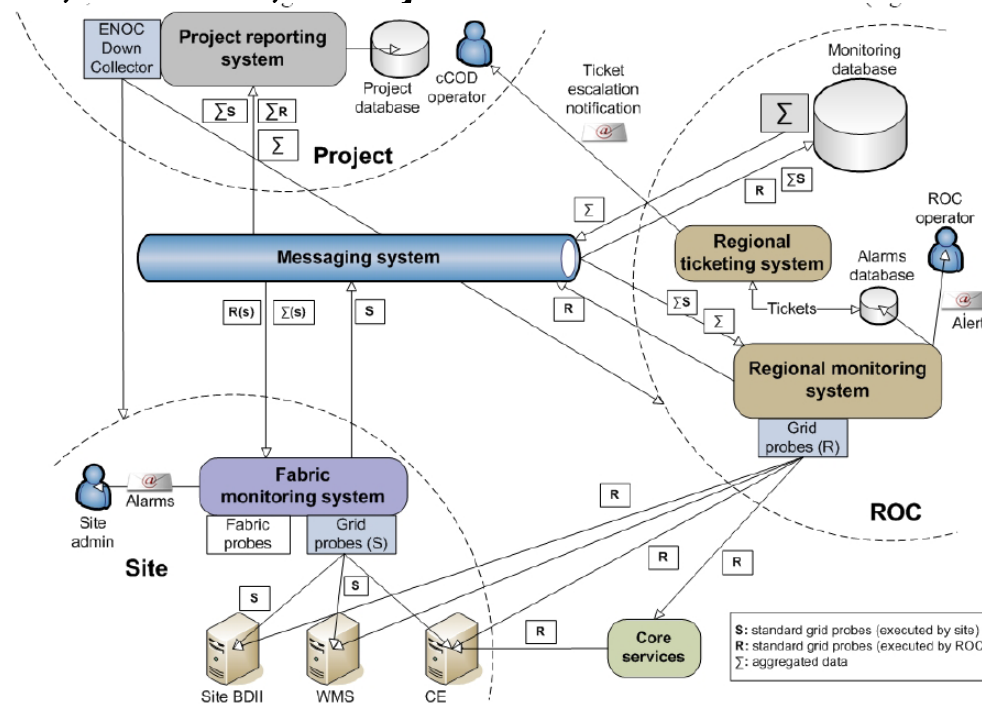 ENOC
Down
Collector
Project reporting
system
Project
database
cCOD
operator
Ticket
escalation
notification
Monitoring
database
∑S
∑R
∑
Project
∑
R
∑S
∑
ROC
operator
Messaging system
Regional
ticketing system
Alarms
database
R(s)
∑(s)
S
R
∑S
∑
Tickets
Alert
Regional monitoring
system
Grid
probes (R)
Fabric
monitoring system
Alarms
Site
admin
Fabric
probes
Grid
probes (S)
Site
ROC
R
R
R
S
S
R
Core
services
Site BDII
WMS
CE
S: standard grid probes (executed by site)
R: standard grid probes (executed by ROC
∑: aggregated data